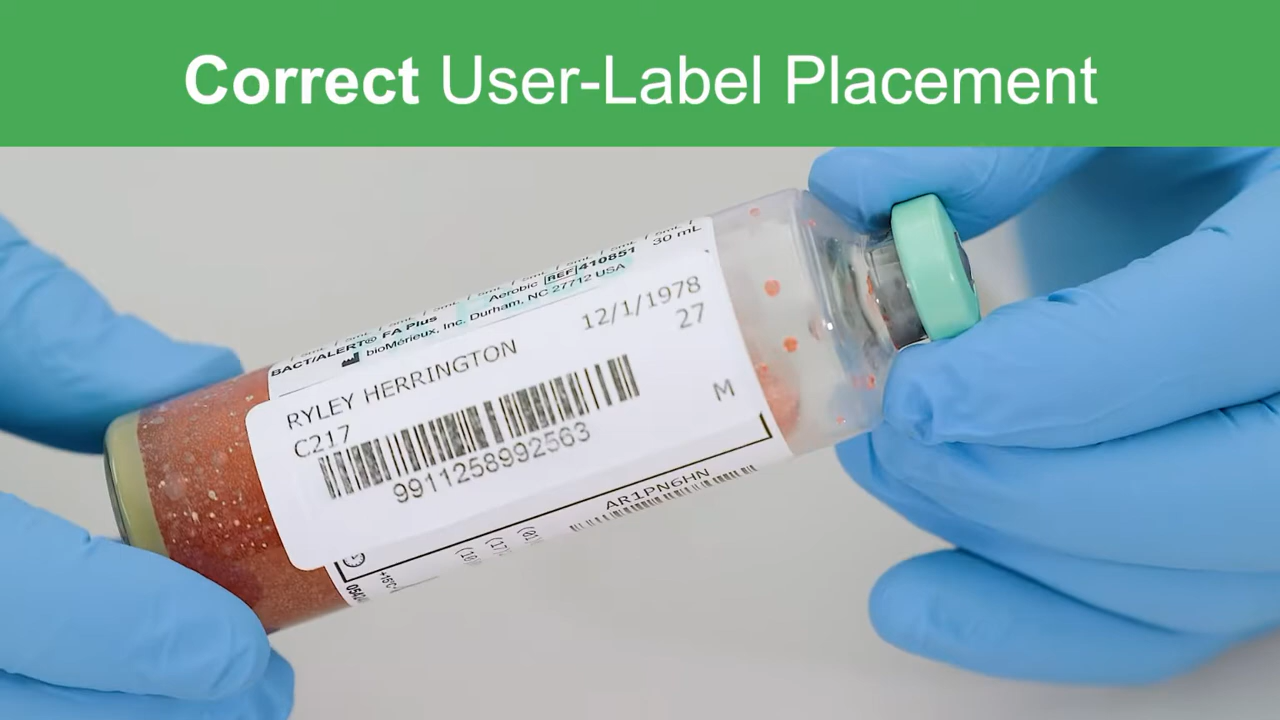 Correct User-Label Placement
30 mL
REF 410851
Aerobic
BACT/ALERT® FA Plus
bioMérieux, Inc. Durham, NC 27712 USA
12/1/1978
27
RYLEY HERRINGTON
C217
M
9911258992563
AR1PN6HN